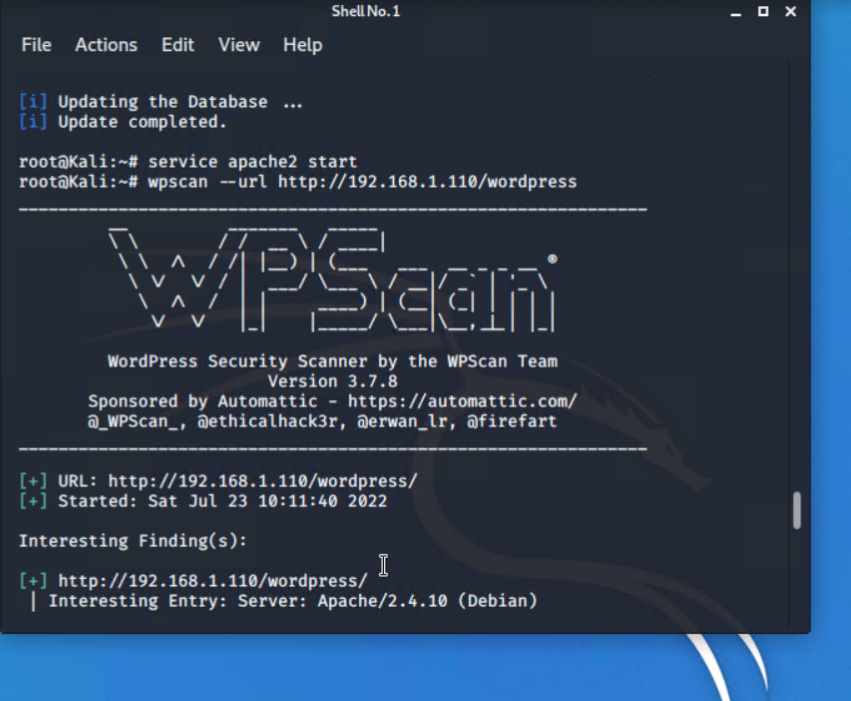 Shell No. 1
File Actions Edit View Help
[i] Updating the Database ...
[i] Update completed.
root@Kali:~# service apache2 start
root@Kali:~# wpscan --url http://192.168.1.110/wordpress
WPScan®
WordPress Security Scanner by the WPScan Team
Version 3.7.8
Sponsored by Automattic - https://automattic.com/
@_WPScan_, @ethicalhack3r, @erwan_lr, @firefart
[+] URL: http://192.168.1.110/wordpress/
[+] Started: Sat Jul 23 10:11:40 2022
Interesting Finding(s):
[+] http://192.168.1.110/wordpress/
| Interesting Entry: Server: Apache/2.4.10 (Debian)